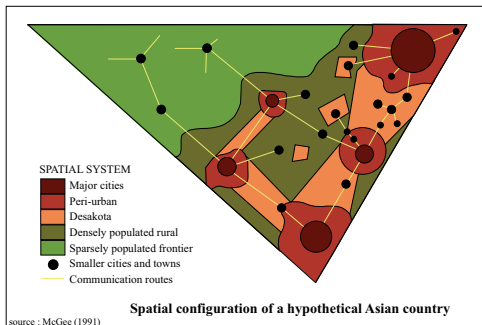 SPATIAL SYSTEM
Major cities
Peri-urban
Desakota
Densely populated rural
Sparsely populated frontier
Smaller cities and towns
Communication routes
Spatial configuration of a hypothetical Asian country
source : McGee (1991)